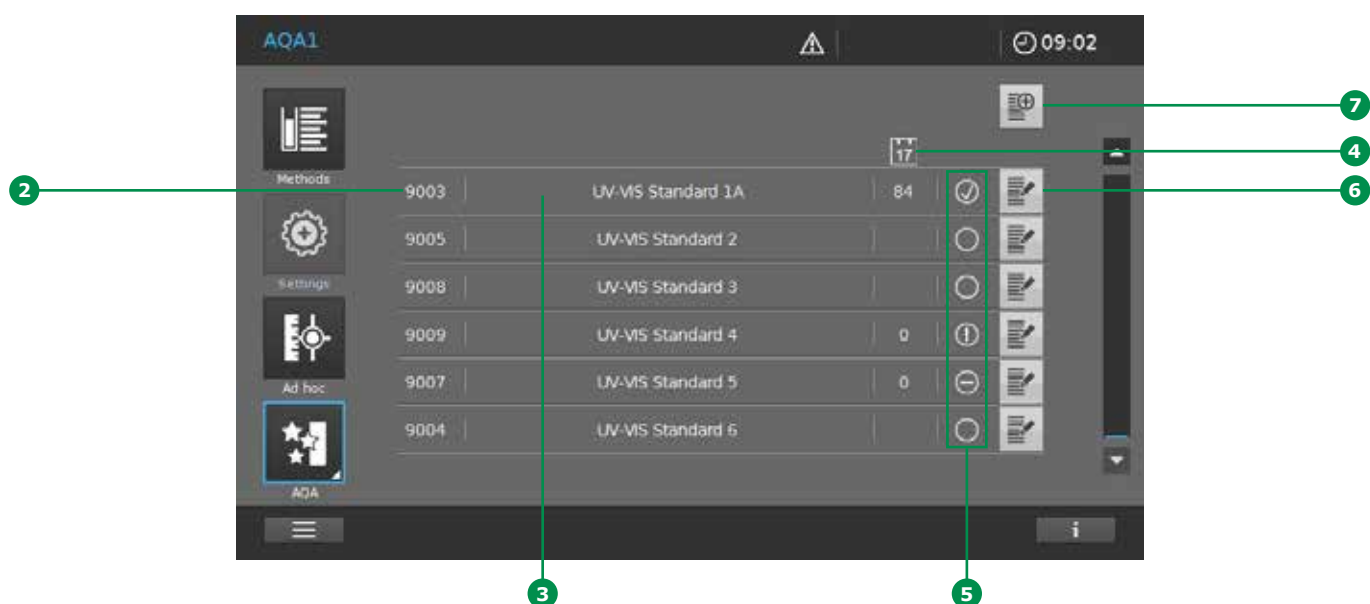 AQA1
09:02
7
17
4
Methods
2
9003 UV-VIS Standard 1A 84
6
9005 UV-VIS Standard 2
Settings
9008 UV-VIS Standard 3
9009 UV-VIS Standard 4 0
Ad hoc
9007 UV-VIS Standard 5 0
9004 UV-VIS Standard 6
AQA
i
3
5